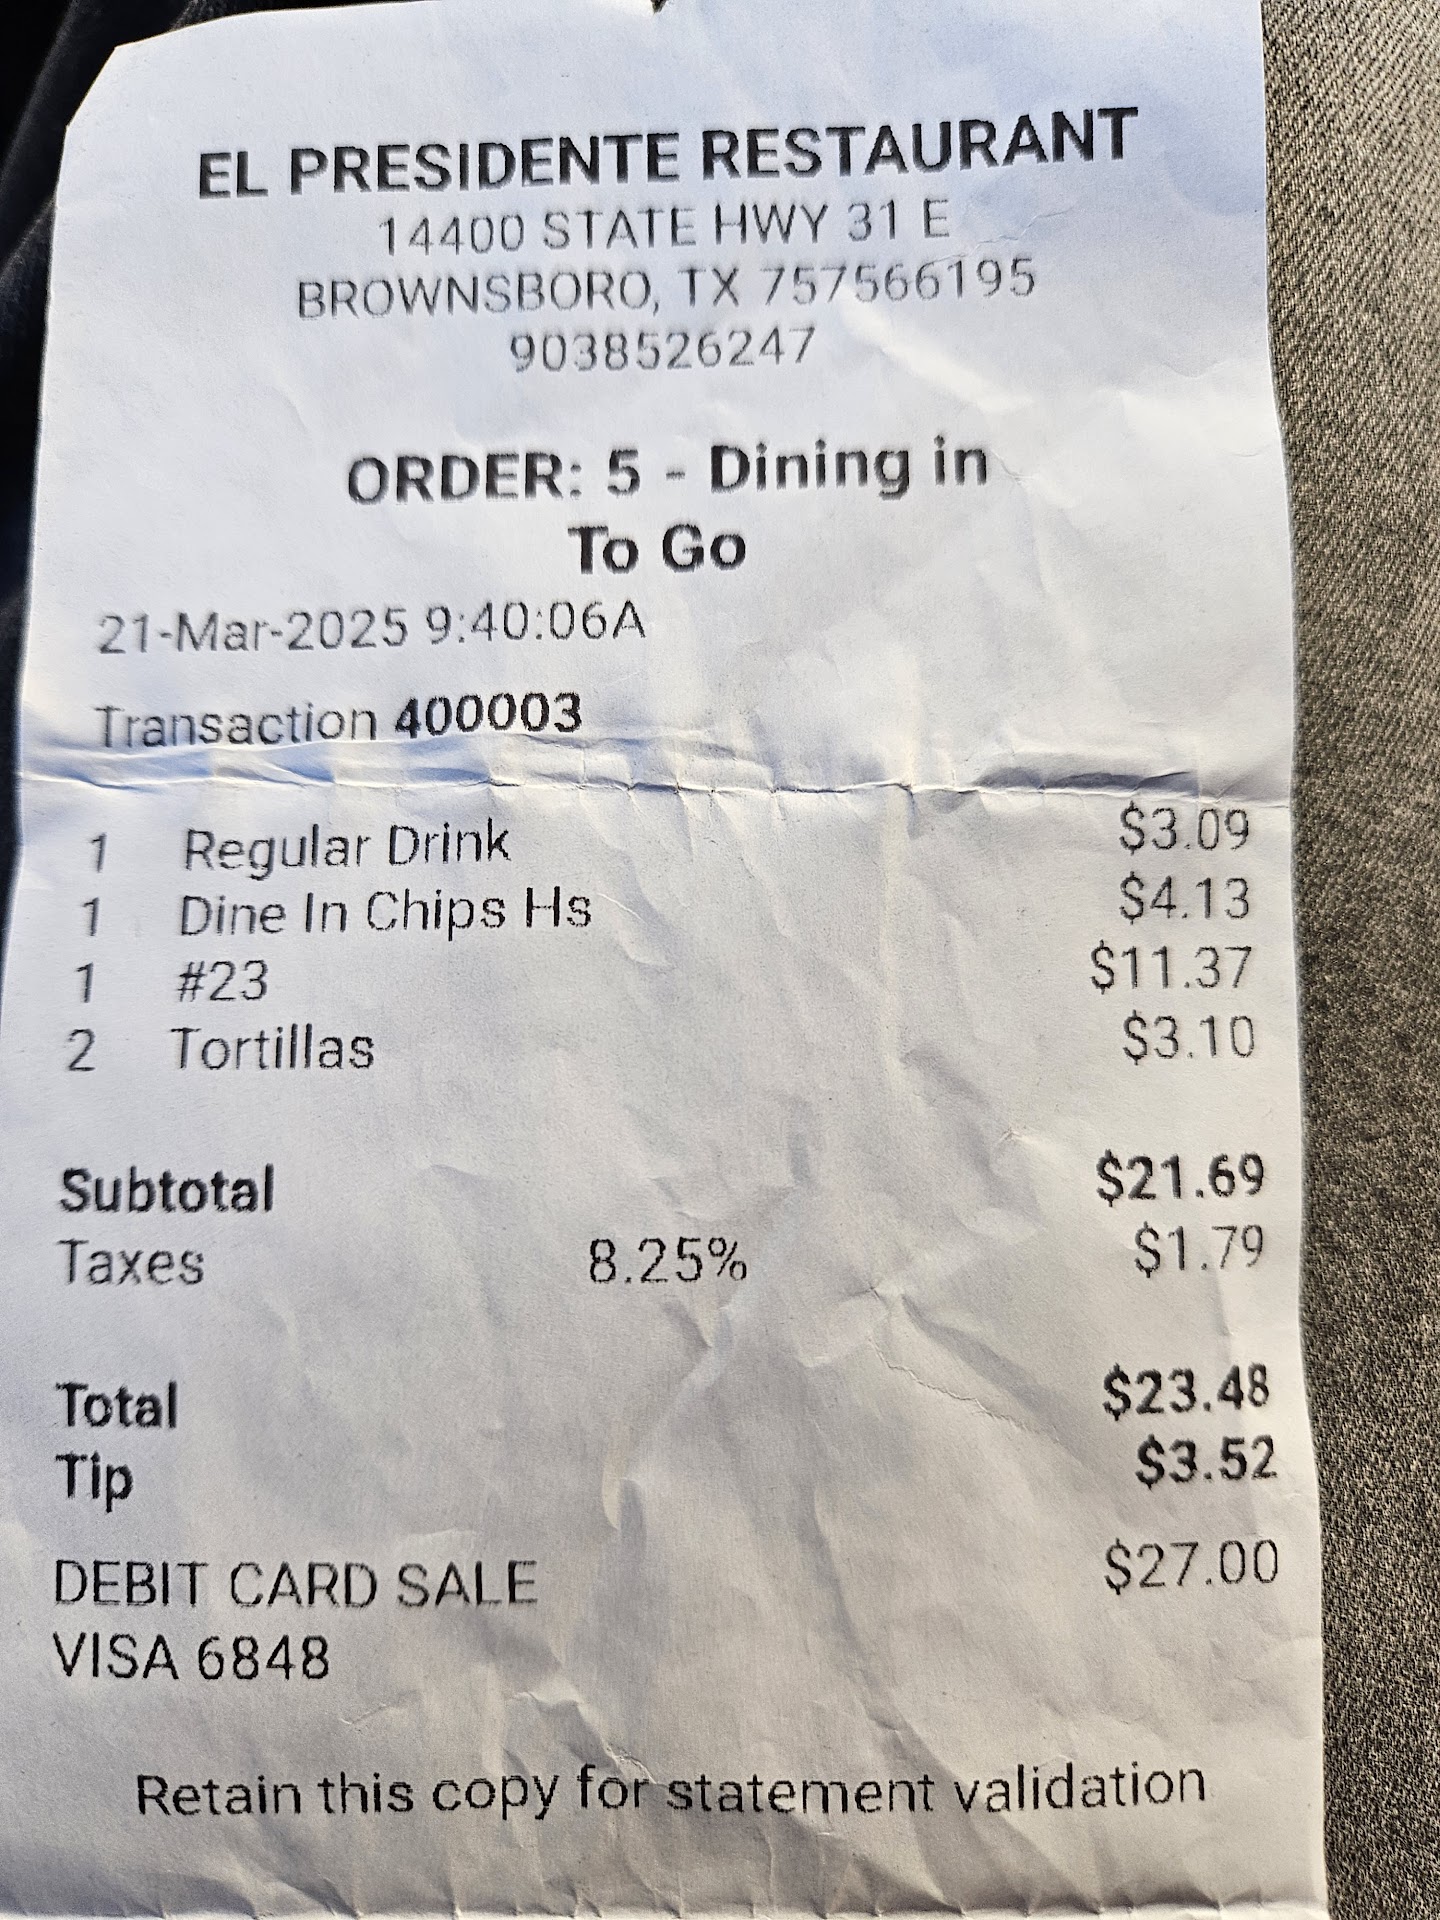 EL PRESIDENTE RESTAURANT
14400 STATE HWY 31 E
BROWNSBORO, TX 757566195
9038526247
ORDER: 5 - Dining in
To Go
21-Mar-2025 9:40:06A
Transaction 400003
1 Regular Drink $3.09
1 Dine In Chips Hs $4.13
1 #23 $11.37
2 Tortillas $3.10
Subtotal $21.69
Taxes 8.25% $1.79
Total $23.48
Tip $3.52
DEBIT CARD SALE $27.00
VISA 6848
Retain this copy for statement validation